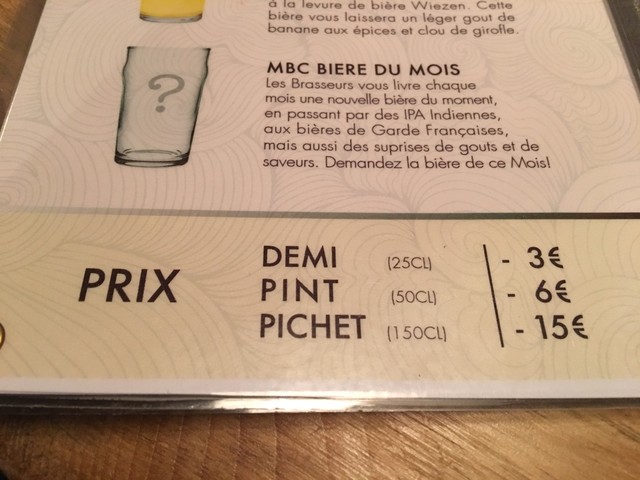 à la levure de bière Wiezen. Cette
bière vous laissera un léger gout de
banane aux épices et clou de girofle.
?
MBC BIERE DU MOIS
Les Brasseurs vous livre chaque
mois une nouvelle bière du moment,
en passant par des IPA Indiennes,
aux bières de Garde Françaises,
mais aussi des suprises de gouts et de
saveurs. Demandez la bière de ce Mois!
PRIX
DEMI (25CL) - 3€
PINT (50CL) - 6€
PICHET (150CL) - 15€